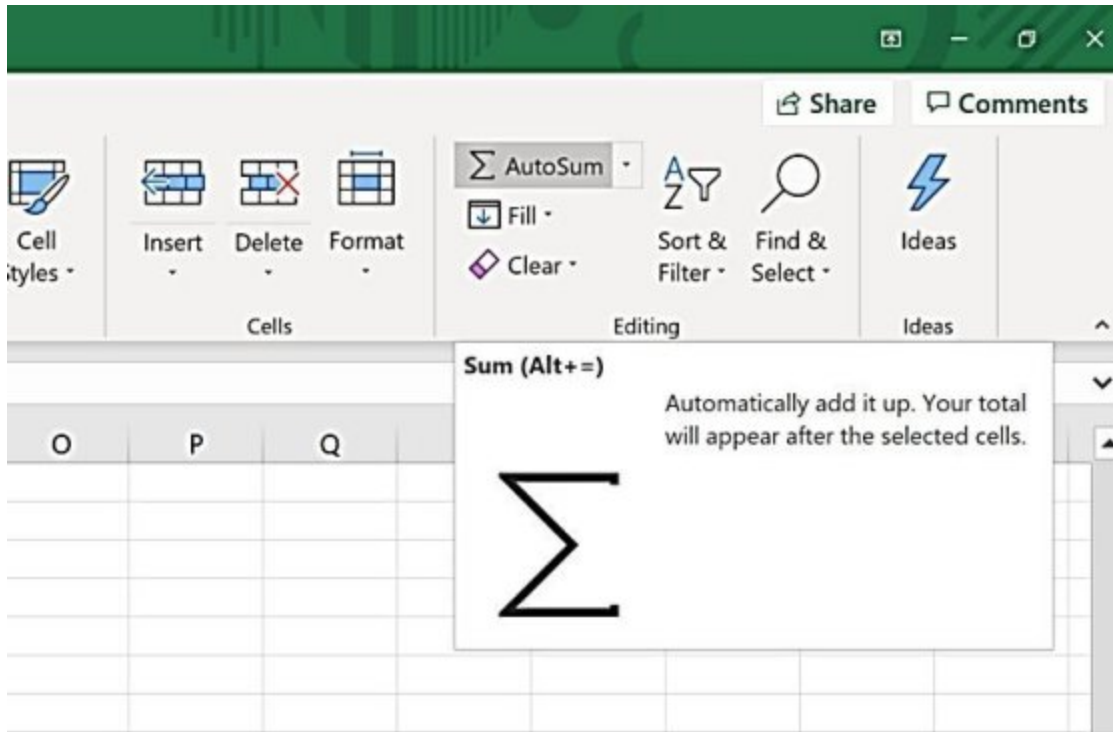 Share
Comments
Cell
Styles
Insert
Delete
Format
Cells
Σ AutoSum
Fill
Clear
A
Z
Sort &
Filter
Find &
Select
Editing
Ideas
Ideas
Sum (Alt+=)
Automatically add it up. Your total
will appear after the selected cells.
Σ
O P Q